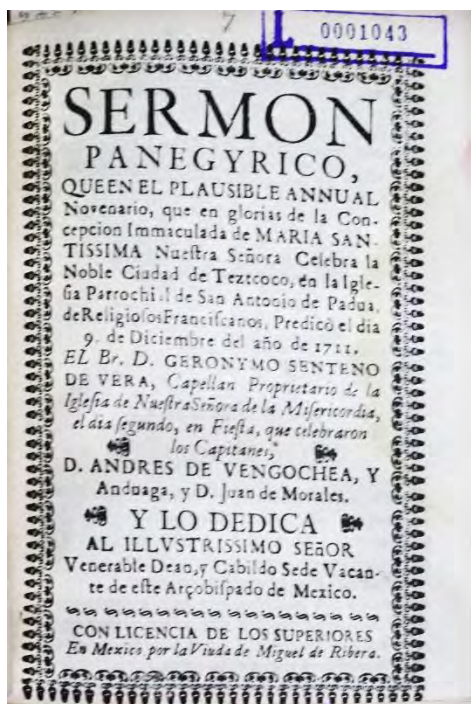 7
0001043
SERMON
PANEGYRICO,
QUE EN EL PLAUSIBLE ANNUAL
Novenario, que en glorias de la Con-
cepcion Immaculada de MARIA SAN-
TISSIMA Nueſtra Señora Celebra la
Noble Ciudad de Teztcoco, en la Igle-
ſia Parrochial de San Antonio de Padua,
de Religioſos Franciſcanos, Predicò el dia
9. de Diciembre del año de 1711.
EL Br. D. GERONYMO SENTENO
DE VERA, Capellan Proprietario de la
Igleſia de Nueſtra Señora de la Miſericordia,
el dia ſegundo, en Fieſta, que celebraron
los Capitanes,
D. ANDRES DE VENGOCHEA, Y
Anduaga, y D. Juan de Morales.
Y LO DEDICA
AL ILLVSTRISSIMO SEñOR
Venerable Dean, y Cabildo Sede Vacan-
te de eſte Arçobiſpado de Mexico.
CON LICENCIA DE LOS SUPERIORES
En Mexico por la Viuda de Miguel de Ribera.